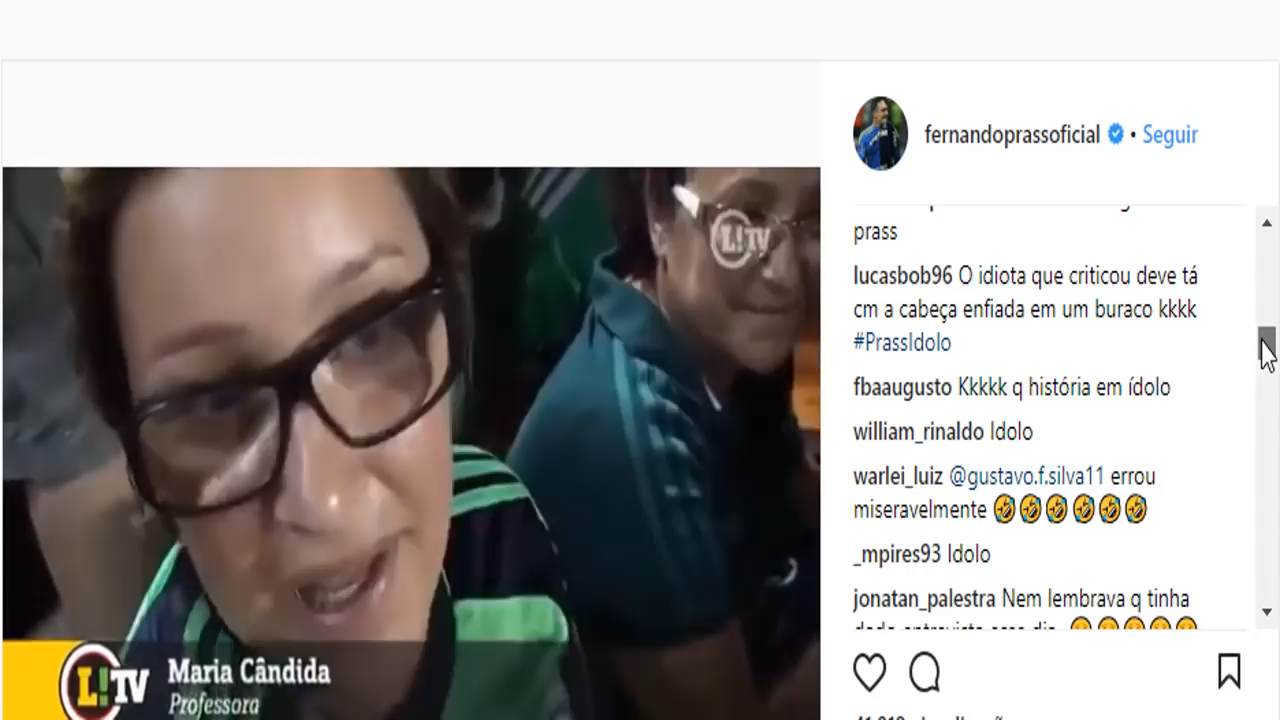 fernandoprassoficial • Seguir
prass
lucasbob96 O idiota que criticou deve tá
cm a cabeça enfiada em um buraco kkkk
#PrassIdolo
fbaaugusto Kkkkk q história em ídolo
william_rinaldo Idolo
warlei_luiz @gustavo.f.silva11 errou
miseravelmente 🤣🤣🤣🤣🤣🤣
_mpires93 Idolo
jonatan_palestra Nem lembrava q tinha
L!TV
L!TV
Maria Cândida
Professora